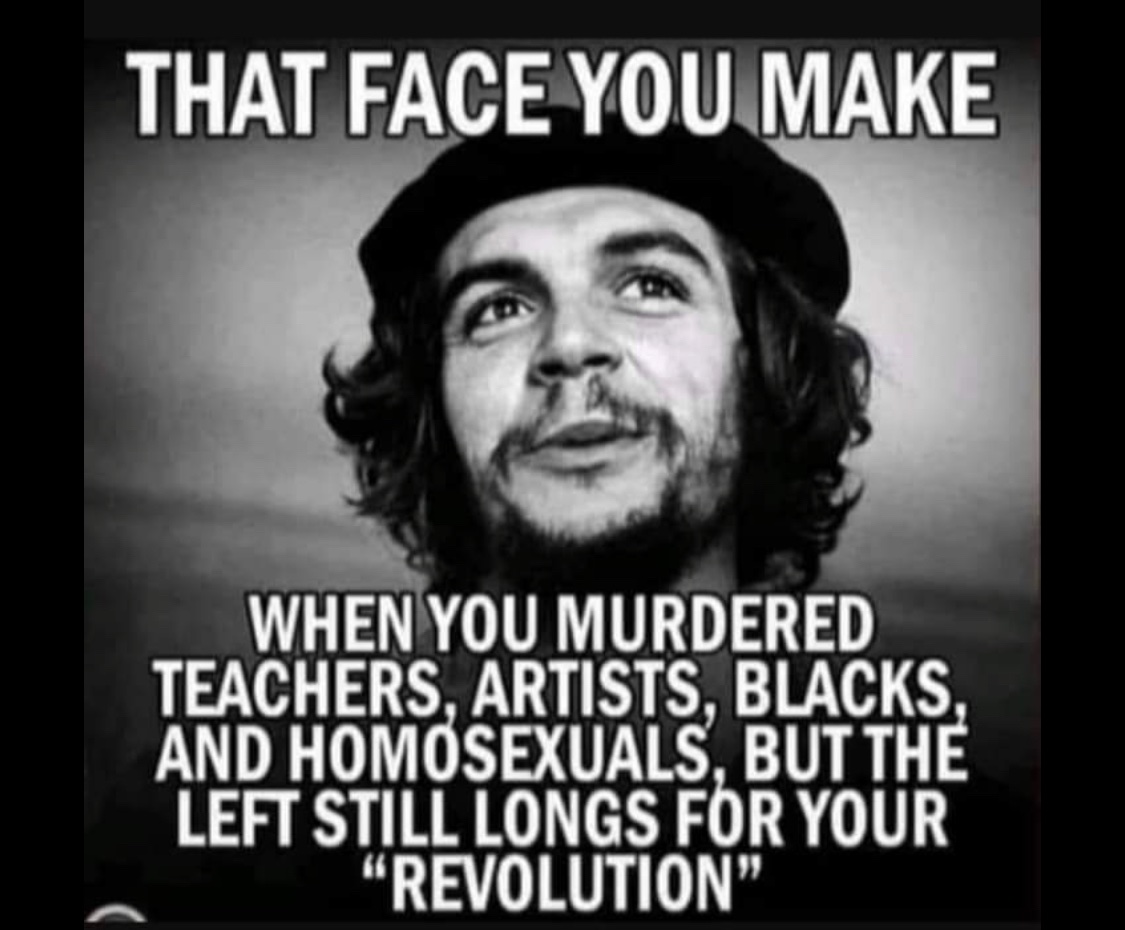 THAT FACE YOU MAKE
WHEN YOU MURDERED
TEACHERS, ARTISTS, BLACKS,
AND HOMOSEXUALS, BUT THE
LEFT STILL LONGS FOR YOUR
“REVOLUTION”